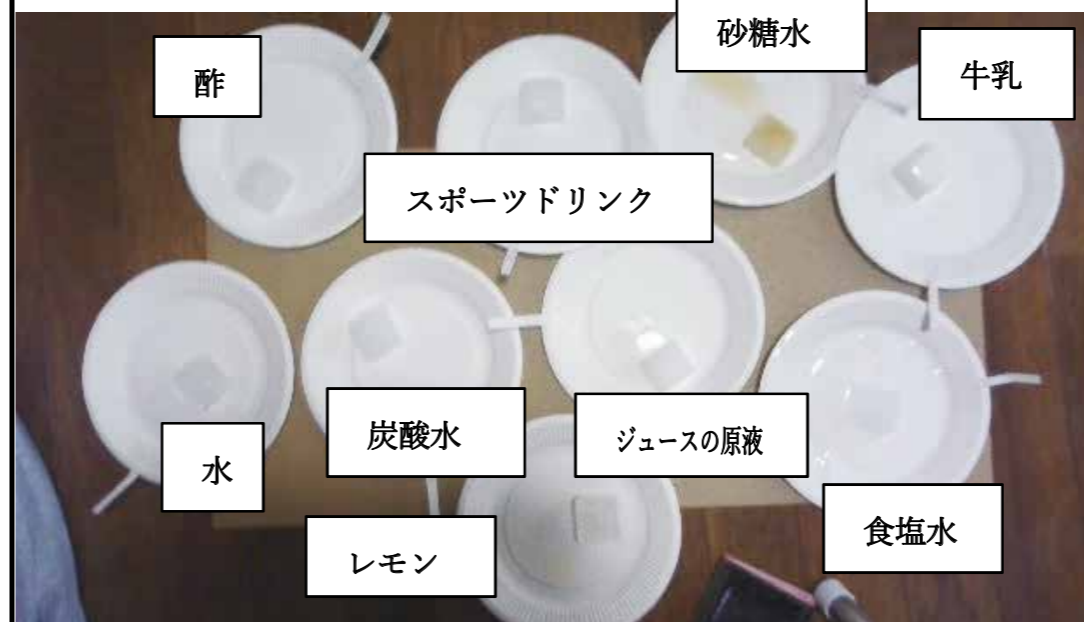 砂糖水
酢
牛乳
スポーツドリンク
炭酸水
ジュースの原液
水
食塩水
レモン